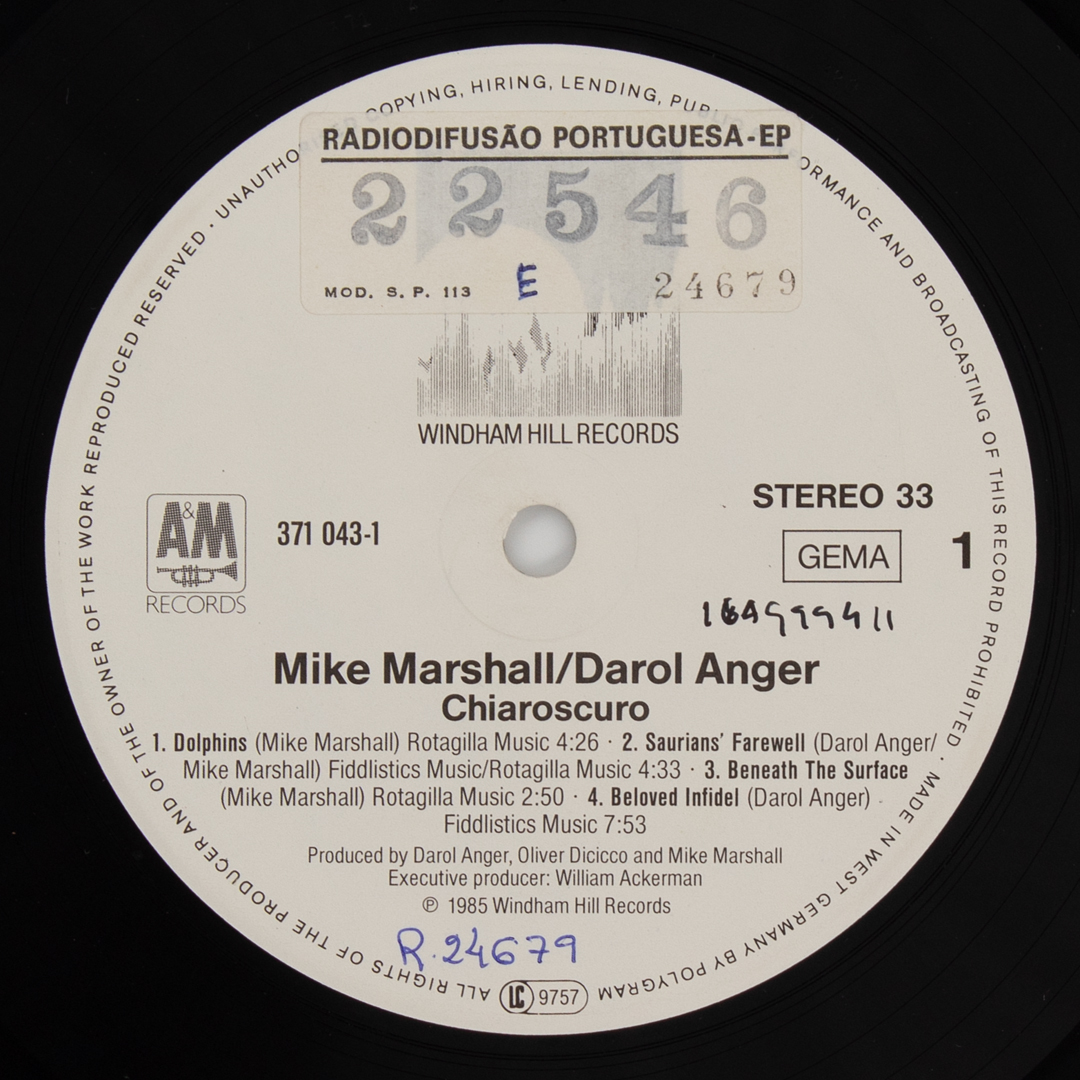 RADIODIFUSÃO PORTUGUESA-EP
22546
MOD. S. P. 113 E 24679
WINDHAM HILL RECORDS
A&M
RECORDS
371 043-1
STEREO 33
GEMA
1
Mike Marshall/Darol Anger
Chiaroscuro
1. Dolphins (Mike Marshall) Rotagilla Music 4:26 · 2. Saurians' Farewell (Darol Anger/
Mike Marshall) Fiddlistics Music/Rotagilla Music 4:33 · 3. Beneath The Surface
(Mike Marshall) Rotagilla Music 2:50 · 4. Beloved Infidel (Darol Anger) -
Fiddlistics Music 7:53
Produced by Darol Anger, Oliver Dicicco and Mike Marshall
Executive producer: William Ackerman
℗ 1985 Windham Hill Records
R.24679
LC 9757
ALL RIGHTS OF THE PRODUCER AND OF THE OWNER OF THE WORK REPRODUCED RESERVED · UNAUTHORISED COPYING, HIRING, LENDING, PUBLIC PERFORMANCE AND BROADCASTING OF THIS RECORD PROHIBITED · MADE IN WEST GERMANY BY POLYGRAM